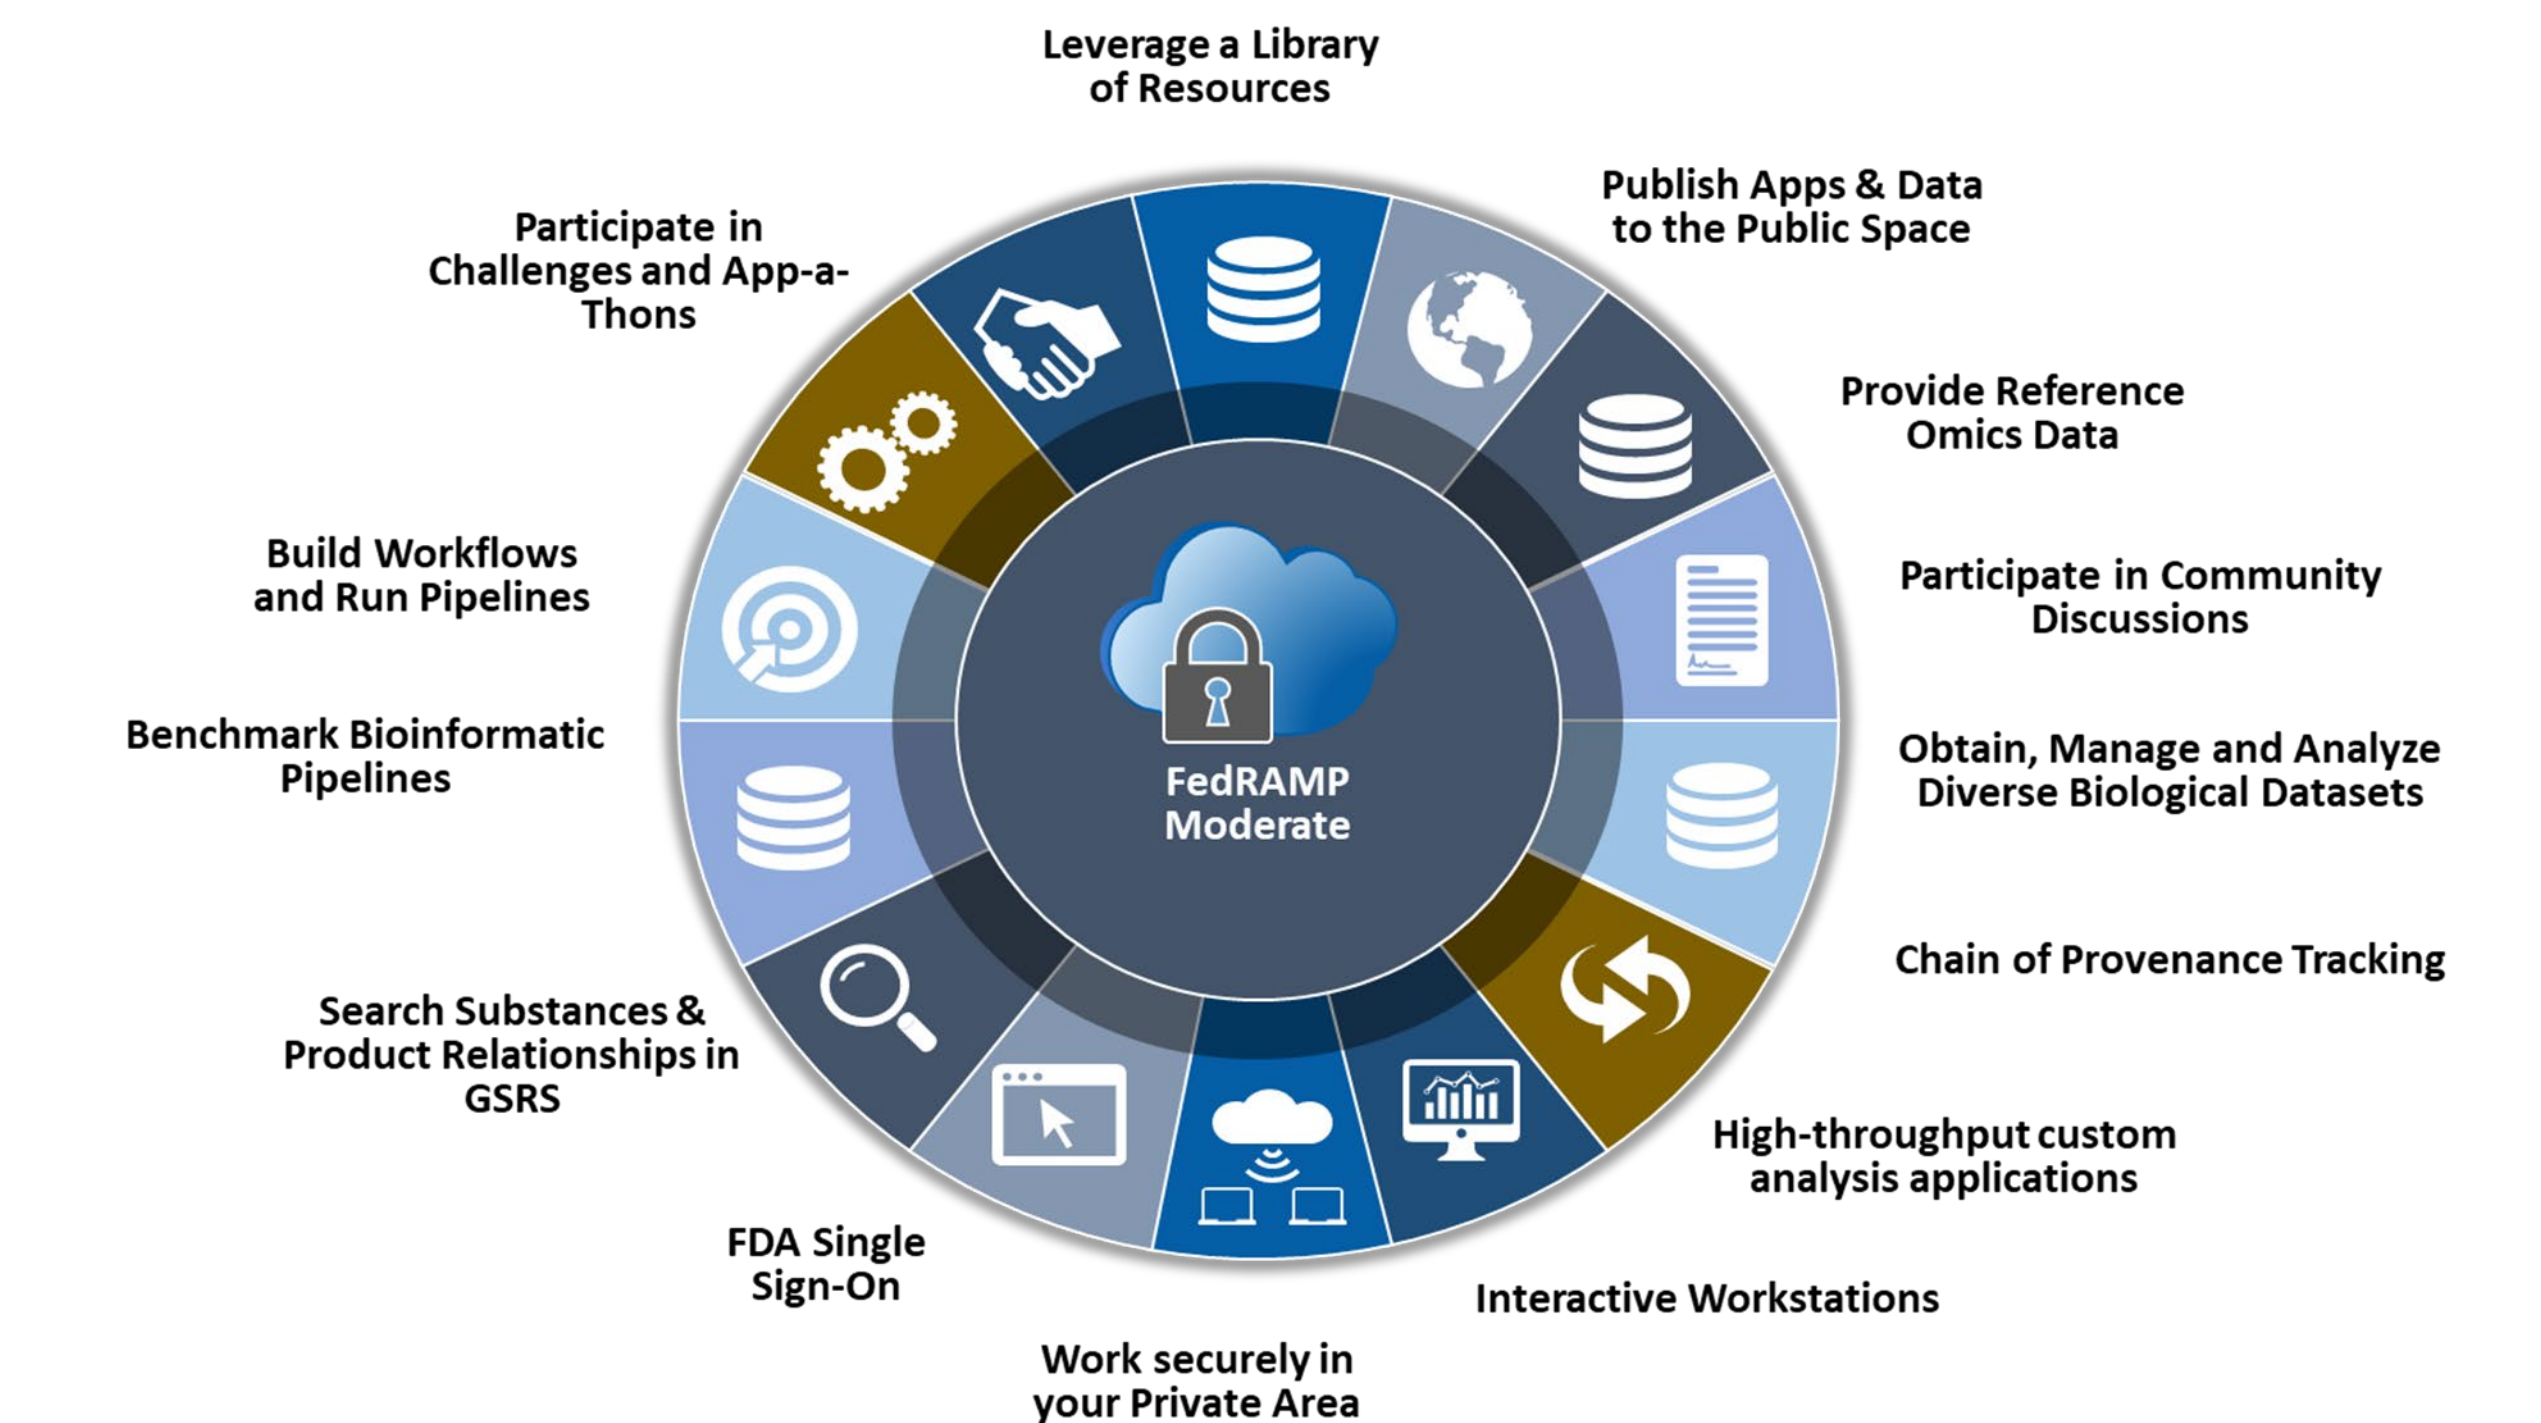 Leverage a Library
of Resources
Publish Apps & Data
to the Public Space
Provide Reference
Omics Data
Participate in Community
Discussions
Obtain, Manage and Analyze
Diverse Biological Datasets
Chain of Provenance Tracking
High-throughput custom
analysis applications
Interactive Workstations
Work securely in
your Private Area
FDA Single
Sign-On
Search Substances &
Product Relationships in
GSRS
Benchmark Bioinformatic
Pipelines
Build Workflows
and Run Pipelines
Participate in
Challenges and App-a-
Thons
FedRAMP
Moderate